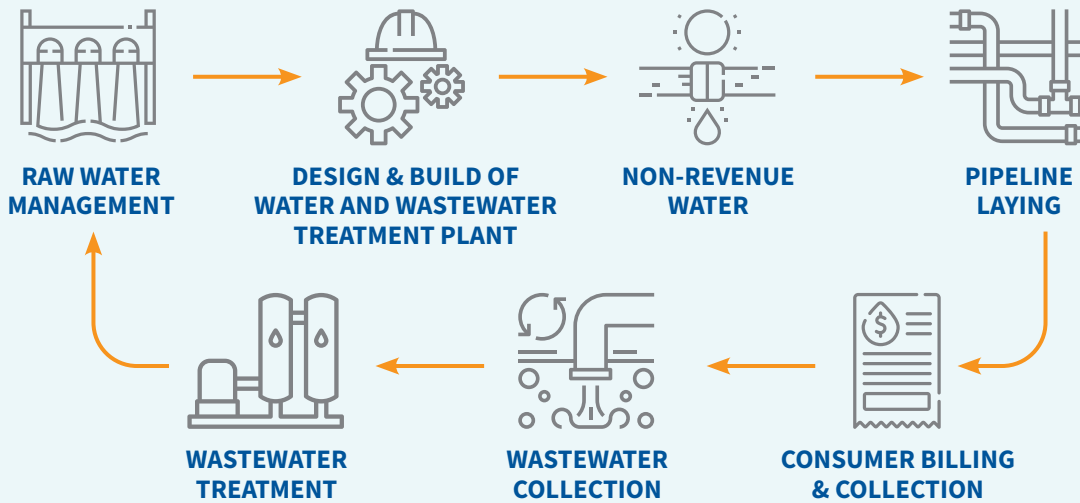 RAW WATER
MANAGEMENT
DESIGN & BUILD OF
WATER AND WASTEWATER
TREATMENT PLANT
NON-REVENUE
WATER
PIPELINE
LAYING
$
WASTEWATER
TREATMENT
WASTEWATER
COLLECTION
CONSUMER BILLING
& COLLECTION